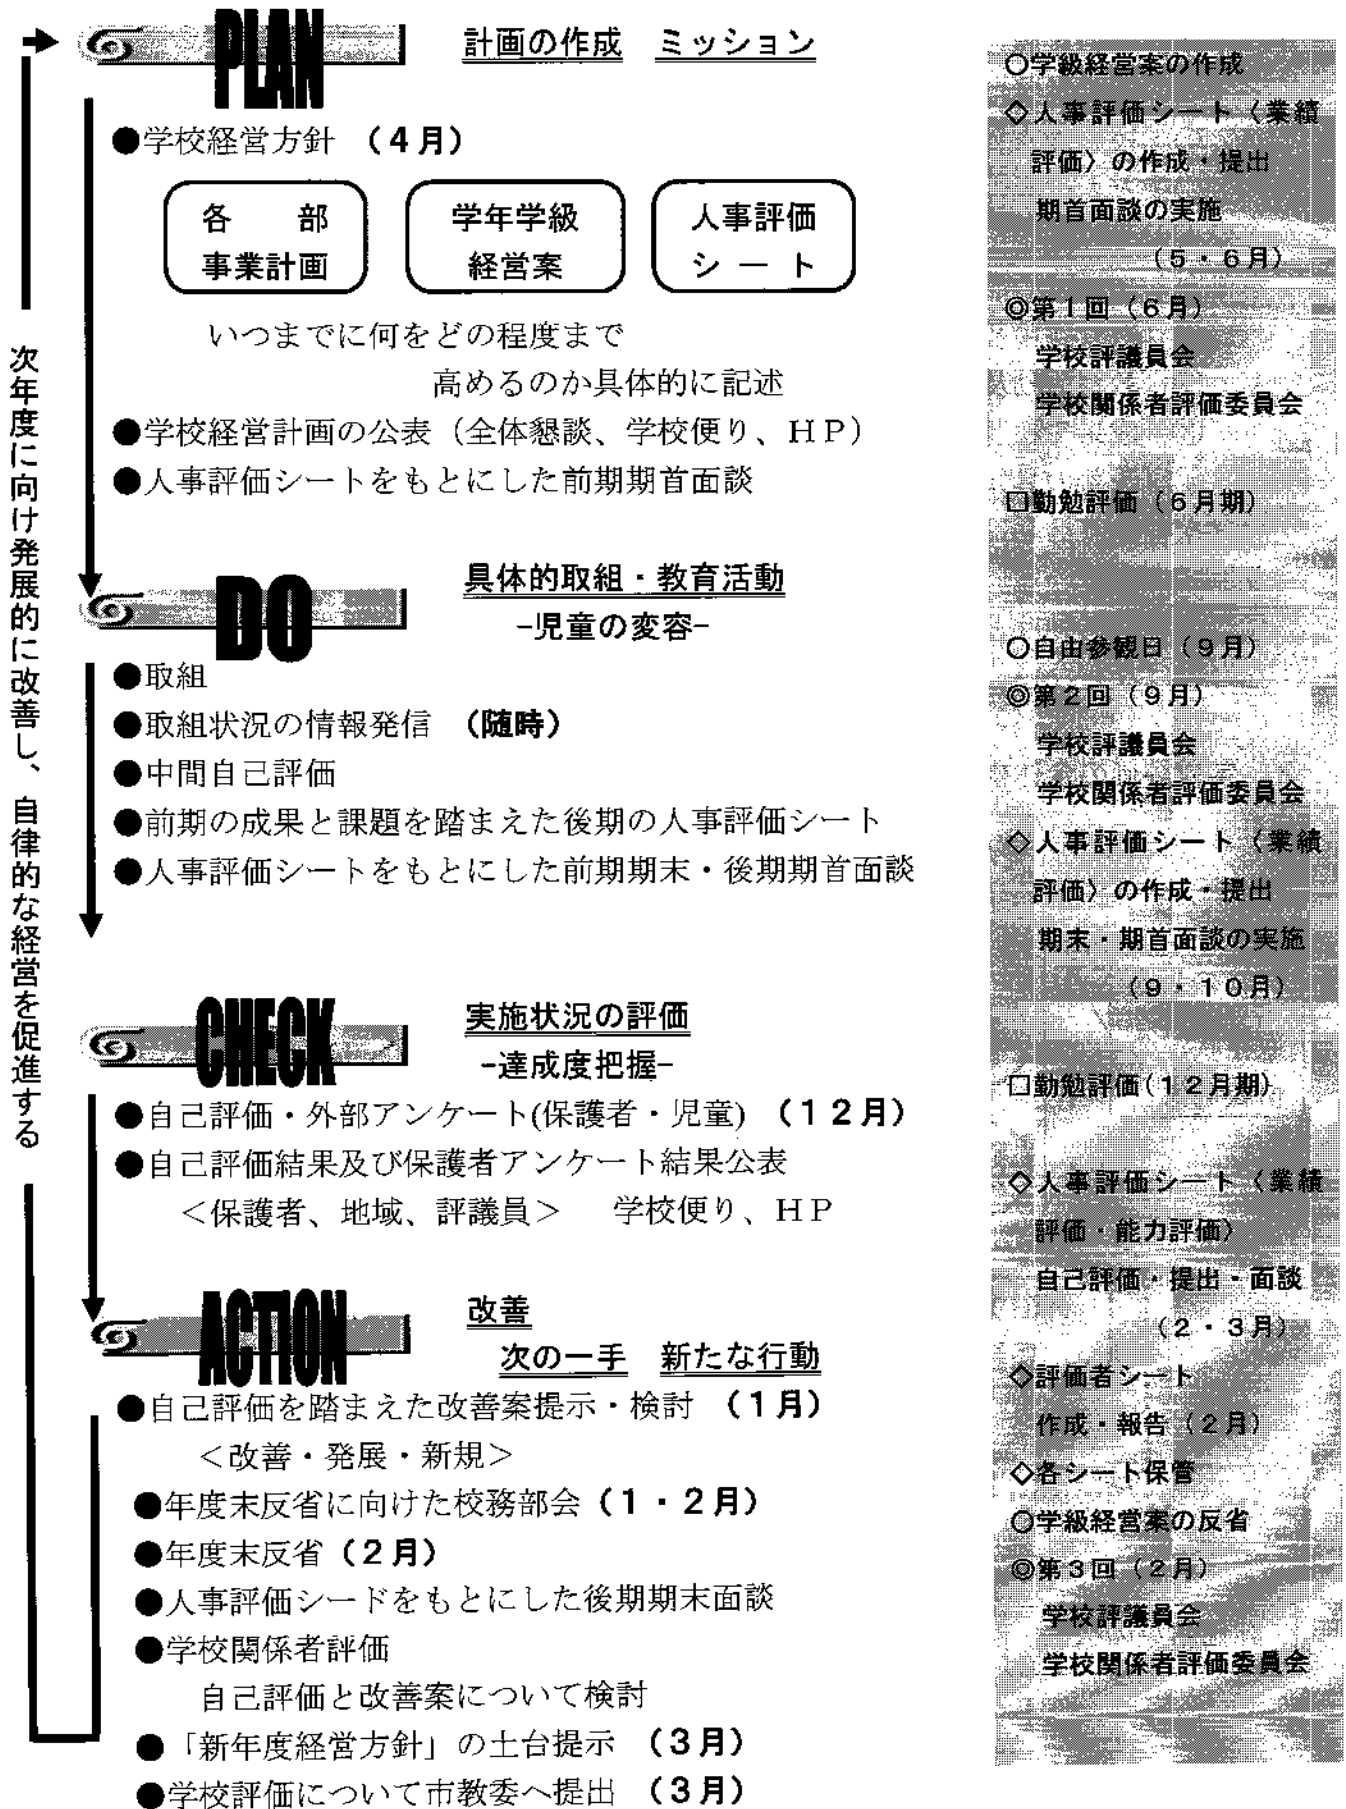 PLAN
計画の作成　ミッション
●学校経営方針　（４月）
各　　部
事業計画
学年学級
経営案
人事評価
シート
いつまでに何をどの程度まで
高めるのか具体的に記述
●学校経営計画の公表（全体懇談、学校便り、ＨＰ）
●人事評価シートをもとにした前期期首面談
DO
具体的取組・教育活動
-児童の変容-
●取組
●取組状況の情報発信　（随時）
●中間自己評価
●前期の成果と課題を踏まえた後期の人事評価シート
●人事評価シートをもとにした前期期末・後期期首面談
CHECK
実施状況の評価
-達成度把握-
●自己評価・外部アンケート(保護者・児童)　（１２月）
●自己評価結果及び保護者アンケート結果公表
＜保護者、地域、評議員＞　学校便り、ＨＰ
ACTION
改善
次の一手　新たな行動
●自己評価を踏まえた改善案提示・検討　（１月）
＜改善・発展・新規＞
●年度末反省に向けた校務部会（１・２月）
●年度末反省（２月）
●人事評価シードをもとにした後期期末面談
●学校関係者評価
自己評価と改善案について検討
●「新年度経営方針」の土台提示　（３月）
●学校評価について市教委へ提出　（３月）
次年度に向け発展的に改善し、自律的な経営を促進する
○学級経営案の作成
◇人事評価シート〈業績
評価〉の作成・提出
期首面談の実施
（５・６月）
◎第１回（６月）
学校評議員会
学校関係者評価委員会
□勤勉評価（６月期）
○自由参観日（９月）
◎第２回（９月）
学校評議員会
学校関係者評価委員会
◇人事評価シート〈業績
評価〉の作成・提出
期末・期首面談の実施
（９・１０月）
□勤勉評価(１２月期)
◇人事評価シート〈業績
評価・能力評価〉
自己評価・提出・面談
（２・３月）
◇評価者シート
作成・報告（２月）
◇各シート保管
○学級経営案の反省
◎第３回（２月）
学校評議員会
学校関係者評価委員会